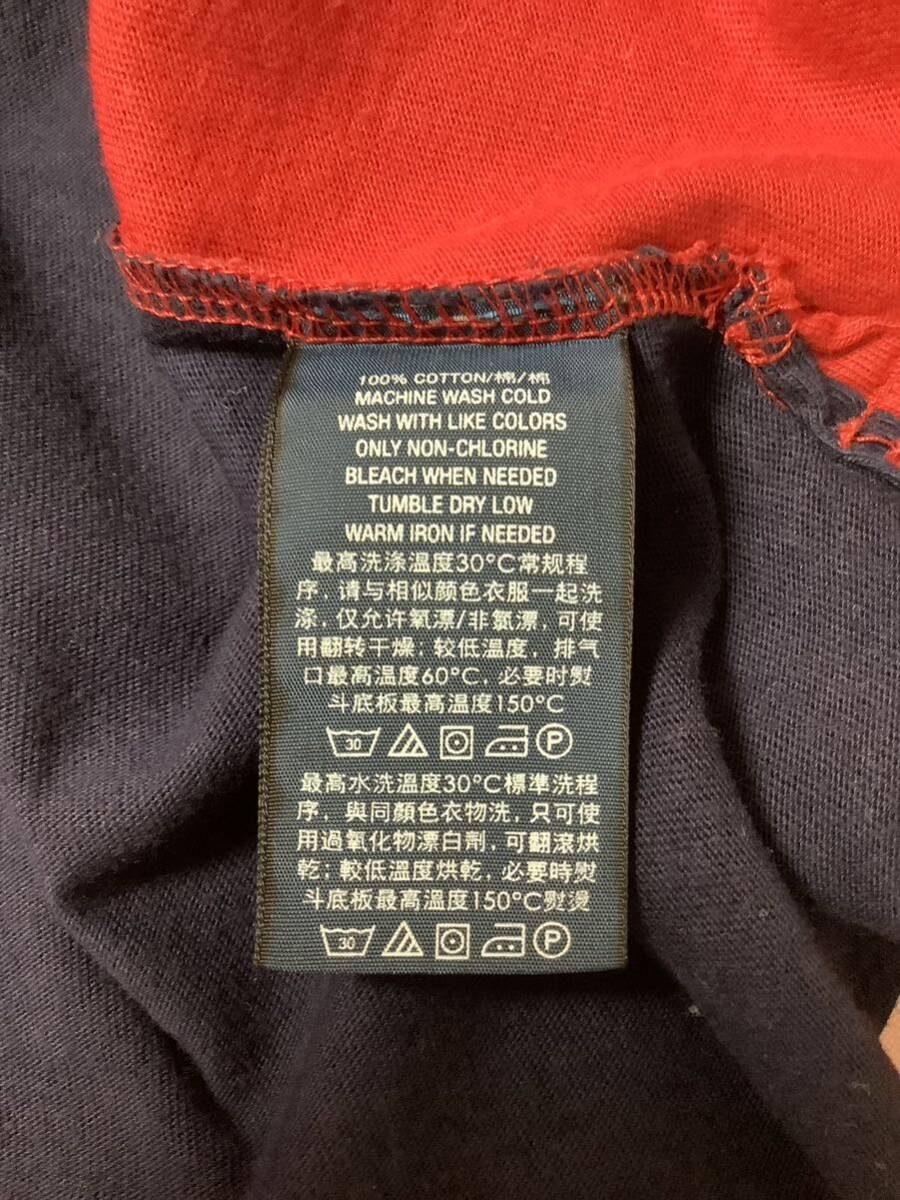 100% COTTON/棉/棉
MACHINE WASH COLD
WASH WITH LIKE COLORS
ONLY NON-CHLORINE
BLEACH WHEN NEEDED
TUMBLE DRY LOW
WARM IRON IF NEEDED
最高洗涤温度30°C常规程
序, 请与相似颜色衣服一起洗
涤, 仅允许氧漂/非氯漂, 可使
用翻转干燥; 较低温度, 排气
口最高温度60°C, 必要时熨
斗底板最高温度150°C
30 P
最高水洗溫度30°C標準洗程
序, 與同顏色衣物洗, 只可使
用過氧化物漂白劑, 可翻滾烘
乾; 較低溫度烘乾, 必要時熨
斗底板最高溫度150°C熨燙
30 P